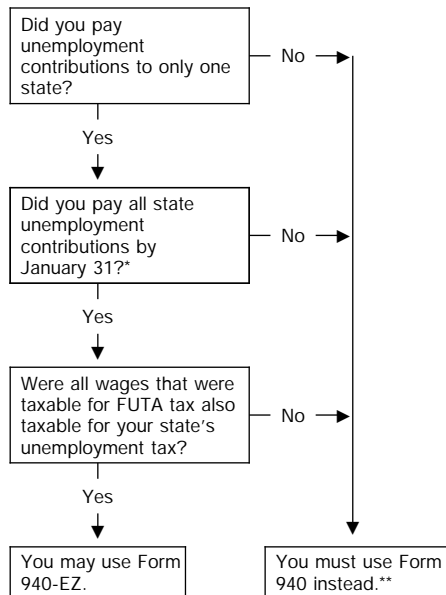 Did you pay
unemployment
contributions to only one
state?
No
Yes
Did you pay all state
unemployment
contributions by
January 31?*
No
Yes
Were all wages that were
taxable for FUTA tax also
taxable for your state's
unemployment tax?
No
Yes
You may use Form
940-EZ.
You must use Form
940 instead.**